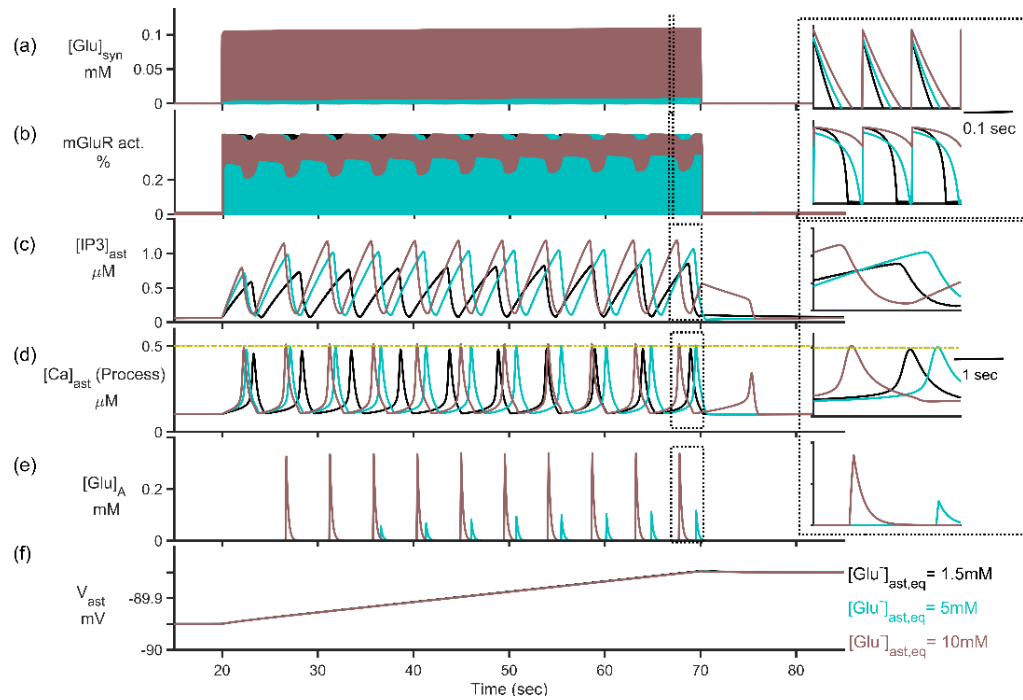 (a)
[Glu]syn
mM
0.1
0.05
0
0.1 sec
(b)
mGluR act.
%
0.2
0
(c)
[IP3]ast
μM
1.0
0.5
0
(d)
[Ca]ast (Process)
μM
0.5
0
1 sec
(e)
[Glu]A
mM
0.2
0
(f)
Vast
mV
-89.9
-90
[Glu-]ast,eq = 1.5mM
[Glu-]ast,eq = 5mM
[Glu-]ast,eq = 10mM
20 30 40 50 60 70 80
Time (sec)